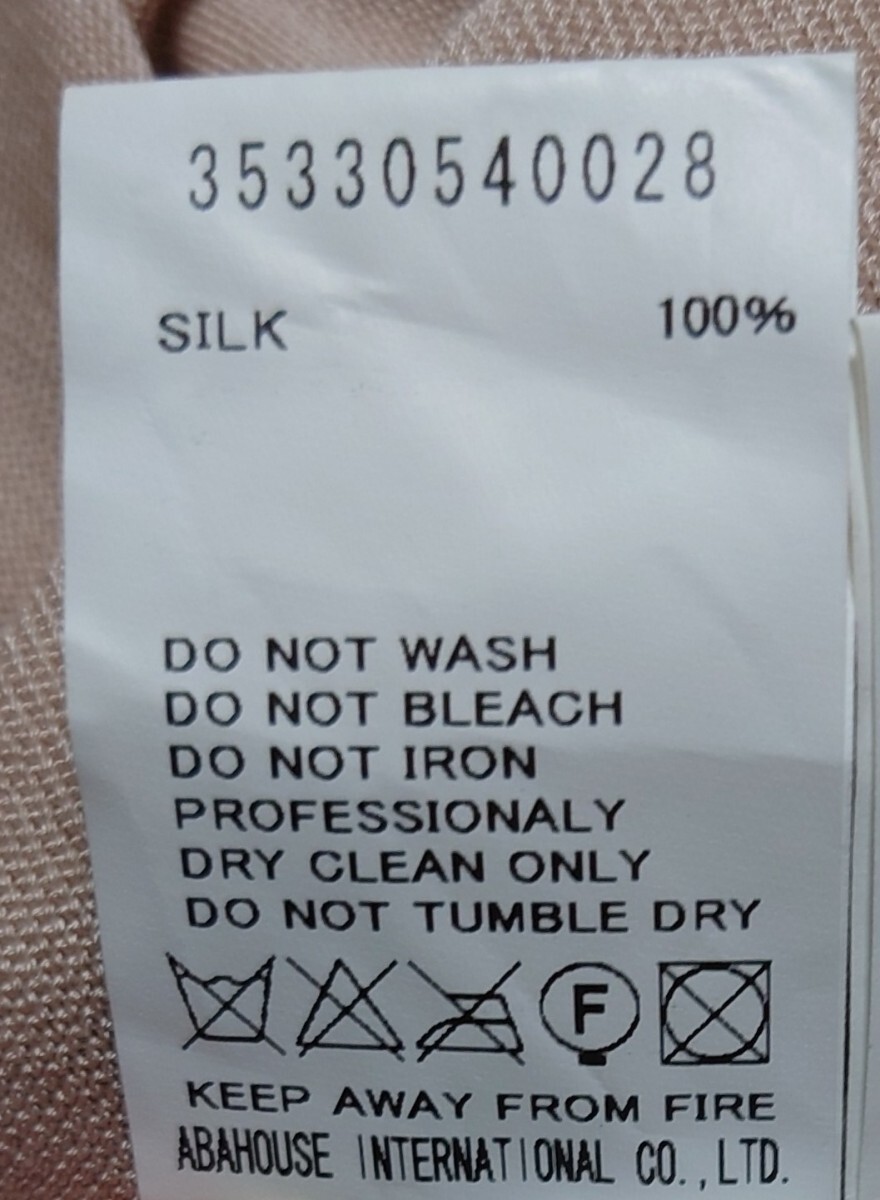 35330540028
SILK 100%
DO NOT WASH
DO NOT BLEACH
DO NOT IRON
PROFESSIONALY
DRY CLEAN ONLY
DO NOT TUMBLE DRY
F
KEEP AWAY FROM FIRE
ABAHOUSE INTERNATIONAL CO.,LTD.